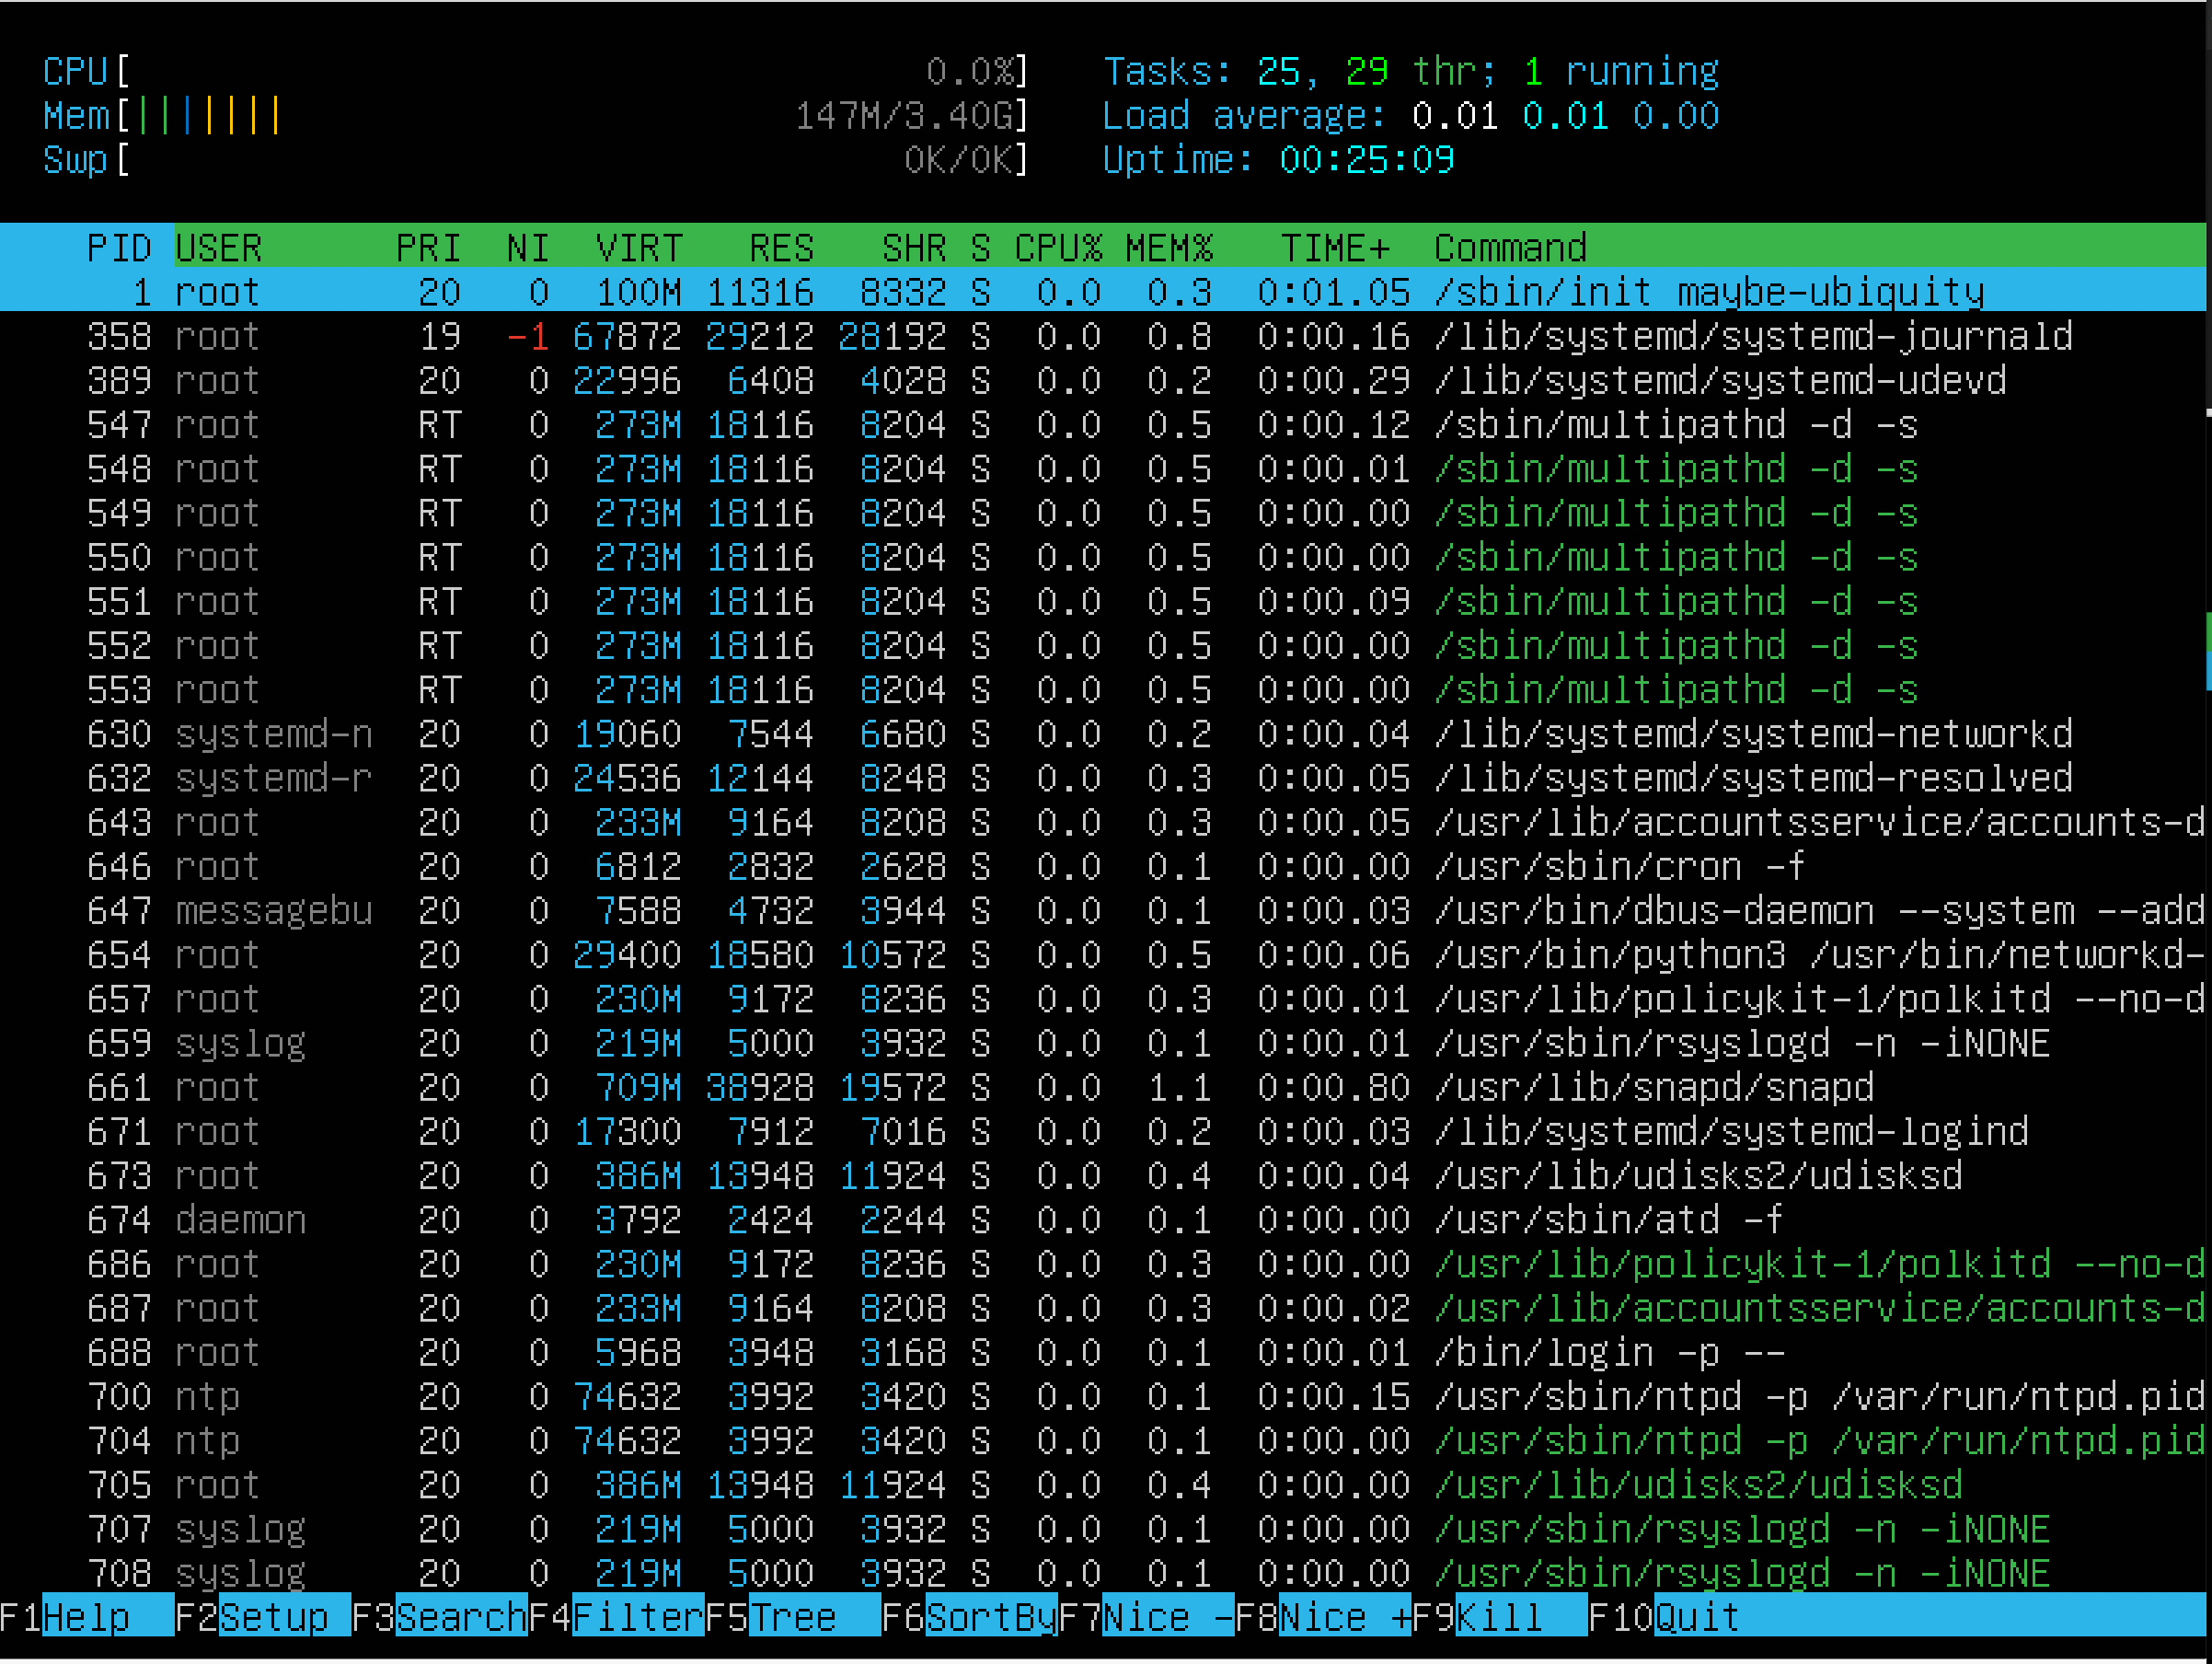 CPU[ 0.0%] Tasks: 25, 29 thr; 1 running
Mem[||||||| 147M/3.40G] Load average: 0.01 0.01 0.00
Swp[ 0K/0K] Uptime: 00:25:09
PID USER PRI NI VIRT RES SHR S CPU% MEM% TIME+ Command
1 root 20 0 100M 11316 8332 S 0.0 0.3 0:01.05 /sbin/init maybe-ubiquity
358 root 19 -1 67872 29212 28192 S 0.0 0.8 0:00.16 /lib/systemd/systemd-journald
389 root 20 0 22996 6408 4028 S 0.0 0.2 0:00.29 /lib/systemd/systemd-udevd
547 root RT 0 273M 18116 8204 S 0.0 0.5 0:00.12 /sbin/multipathd -d -s
548 root RT 0 273M 18116 8204 S 0.0 0.5 0:00.01 /sbin/multipathd -d -s
549 root RT 0 273M 18116 8204 S 0.0 0.5 0:00.00 /sbin/multipathd -d -s
550 root RT 0 273M 18116 8204 S 0.0 0.5 0:00.00 /sbin/multipathd -d -s
551 root RT 0 273M 18116 8204 S 0.0 0.5 0:00.09 /sbin/multipathd -d -s
552 root RT 0 273M 18116 8204 S 0.0 0.5 0:00.00 /sbin/multipathd -d -s
553 root RT 0 273M 18116 8204 S 0.0 0.5 0:00.00 /sbin/multipathd -d -s
630 systemd-n 20 0 19060 7544 6680 S 0.0 0.2 0:00.04 /lib/systemd/systemd-networkd
632 systemd-r 20 0 24536 12144 8248 S 0.0 0.3 0:00.05 /lib/systemd/systemd-resolved
643 root 20 0 233M 9164 8208 S 0.0 0.3 0:00.05 /usr/lib/accountsservice/accounts-d
646 root 20 0 6812 2832 2628 S 0.0 0.1 0:00.00 /usr/sbin/cron -f
647 messagebu 20 0 7588 4732 3944 S 0.0 0.1 0:00.03 /usr/bin/dbus-daemon --system --add
654 root 20 0 29400 18580 10572 S 0.0 0.5 0:00.06 /usr/bin/python3 /usr/bin/networkd-
657 root 20 0 230M 9172 8236 S 0.0 0.3 0:00.01 /usr/lib/policykit-1/polkitd --no-d
659 syslog 20 0 219M 5000 3932 S 0.0 0.1 0:00.01 /usr/sbin/rsyslogd -n -iNONE
661 root 20 0 709M 38928 19572 S 0.0 1.1 0:00.80 /usr/lib/snapd/snapd
671 root 20 0 17300 7912 7016 S 0.0 0.2 0:00.03 /lib/systemd/systemd-logind
673 root 20 0 386M 13948 11924 S 0.0 0.4 0:00.04 /usr/lib/udisks2/udisksd
674 daemon 20 0 3792 2424 2244 S 0.0 0.1 0:00.00 /usr/sbin/atd -f
686 root 20 0 230M 9172 8236 S 0.0 0.3 0:00.00 /usr/lib/policykit-1/polkitd --no-d
687 root 20 0 233M 9164 8208 S 0.0 0.3 0:00.02 /usr/lib/accountsservice/accounts-d
688 root 20 0 5968 3948 3168 S 0.0 0.1 0:00.01 /bin/login -p --
700 ntp 20 0 74632 3992 3420 S 0.0 0.1 0:00.15 /usr/sbin/ntpd -p /var/run/ntpd.pid
704 ntp 20 0 74632 3992 3420 S 0.0 0.1 0:00.00 /usr/sbin/ntpd -p /var/run/ntpd.pid
705 root 20 0 386M 13948 11924 S 0.0 0.4 0:00.00 /usr/lib/udisks2/udisksd
707 syslog 20 0 219M 5000 3932 S 0.0 0.1 0:00.00 /usr/sbin/rsyslogd -n -iNONE
708 syslog 20 0 219M 5000 3932 S 0.0 0.1 0:00.00 /usr/sbin/rsyslogd -n -iNONE
F1Help F2Setup F3SearchF4FilterF5Tree F6SortByF7Nice -F8Nice +F9Kill F10Quit